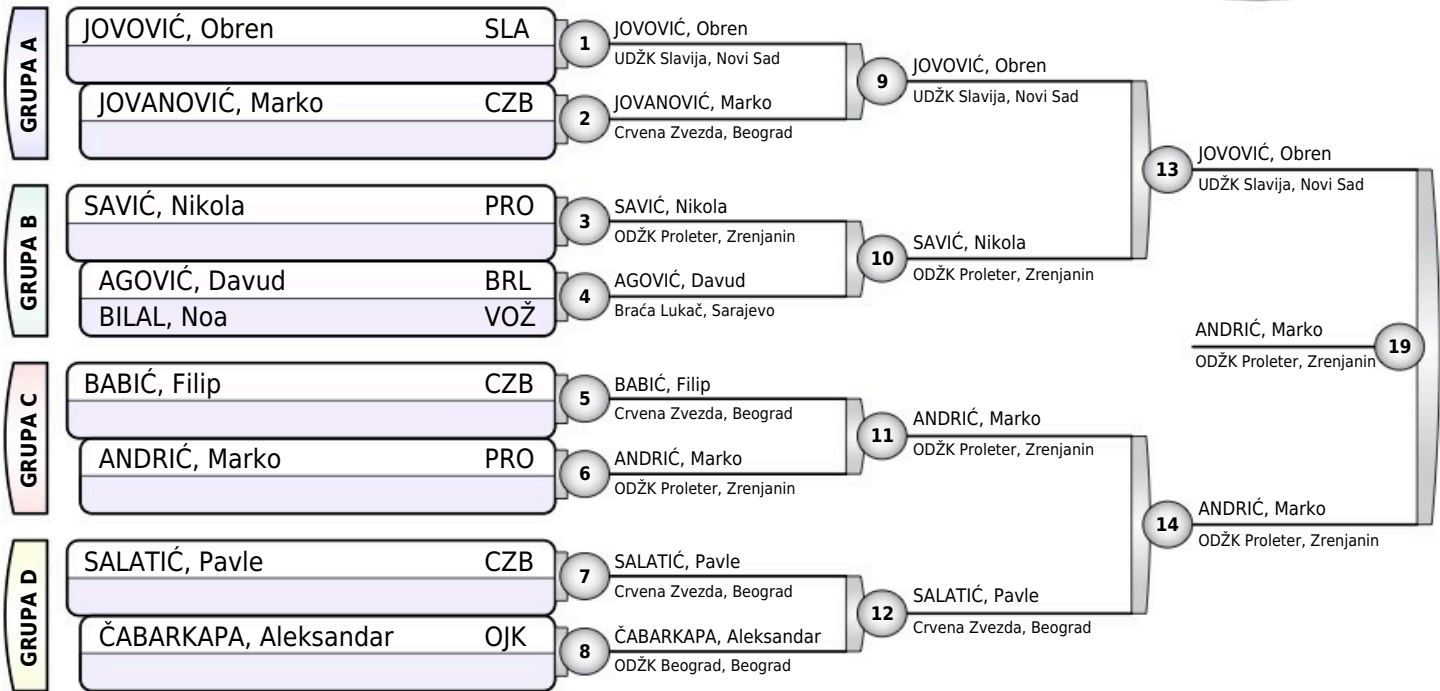 GRUPA A
JOVOVIĆ, Obren SLA
JOVANOVIĆ, Marko CZB
GRUPA B
SAVIĆ, Nikola PRO
AGOVIĆ, Davud BRL
BILAL, Noa VOŽ
GRUPA C
BABIĆ, Filip CZB
ANDRIĆ, Marko PRO
GRUPA D
SALATIĆ, Pavle CZB
ČABARKAPA, Aleksandar OJK
1
JOVOVIĆ, Obren
UDŽK Slavija, Novi Sad
2
JOVANOVIĆ, Marko
Crvena Zvezda, Beograd
3
SAVIĆ, Nikola
ODŽK Proleter, Zrenjanin
4
AGOVIĆ, Davud
Braća Lukač, Sarajevo
5
BABIĆ, Filip
Crvena Zvezda, Beograd
6
ANDRIĆ, Marko
ODŽK Proleter, Zrenjanin
7
SALATIĆ, Pavle
Crvena Zvezda, Beograd
8
ČABARKAPA, Aleksandar
ODŽK Beograd, Beograd
9
JOVOVIĆ, Obren
UDŽK Slavija, Novi Sad
10
SAVIĆ, Nikola
ODŽK Proleter, Zrenjanin
11
ANDRIĆ, Marko
ODŽK Proleter, Zrenjanin
12
SALATIĆ, Pavle
Crvena Zvezda, Beograd
13
JOVOVIĆ, Obren
UDŽK Slavija, Novi Sad
14
ANDRIĆ, Marko
ODŽK Proleter, Zrenjanin
ANDRIĆ, Marko
ODŽK Proleter, Zrenjanin
19